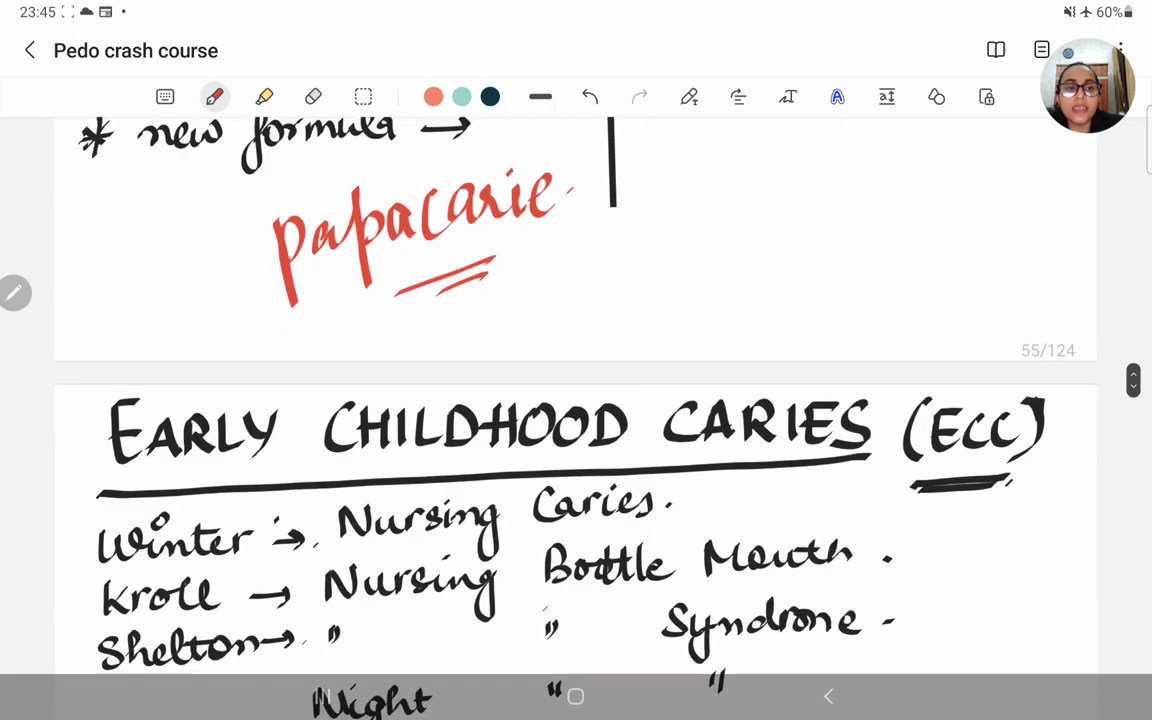 23:45
60%
Pedo crash course
* new formula →
papacarie
55/124
EARLY CHILDHOOD CARIES (ECC)
Winter → Nursing Caries.
Kroll → Nursing Bottle Mouth.
Shelton → " " Syndrone.
Night " "